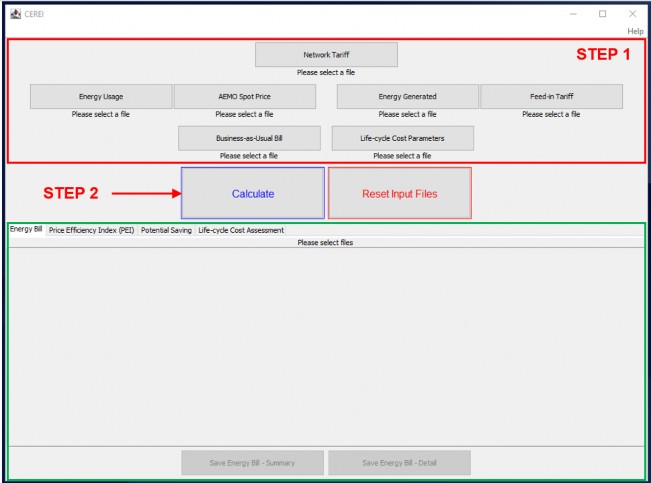 CEREI
Help
STEP 1
Network Tariff
Please select a file
Energy Usage AEMO Spot Price Energy Generated Feed-in Tariff
Please select a file Please select a file Please select a file Please select a file
Business-as-Usual Bill Life-cycle Cost Parameters
Please select a file Please select a file
STEP 2 Calculate Reset Input Files
Energy Bill Price Efficiency Index (PEI) Potential Saving Life-cycle Cost Assessment
Please select files
Save Energy Bill - Summary Save Energy Bill - Detail